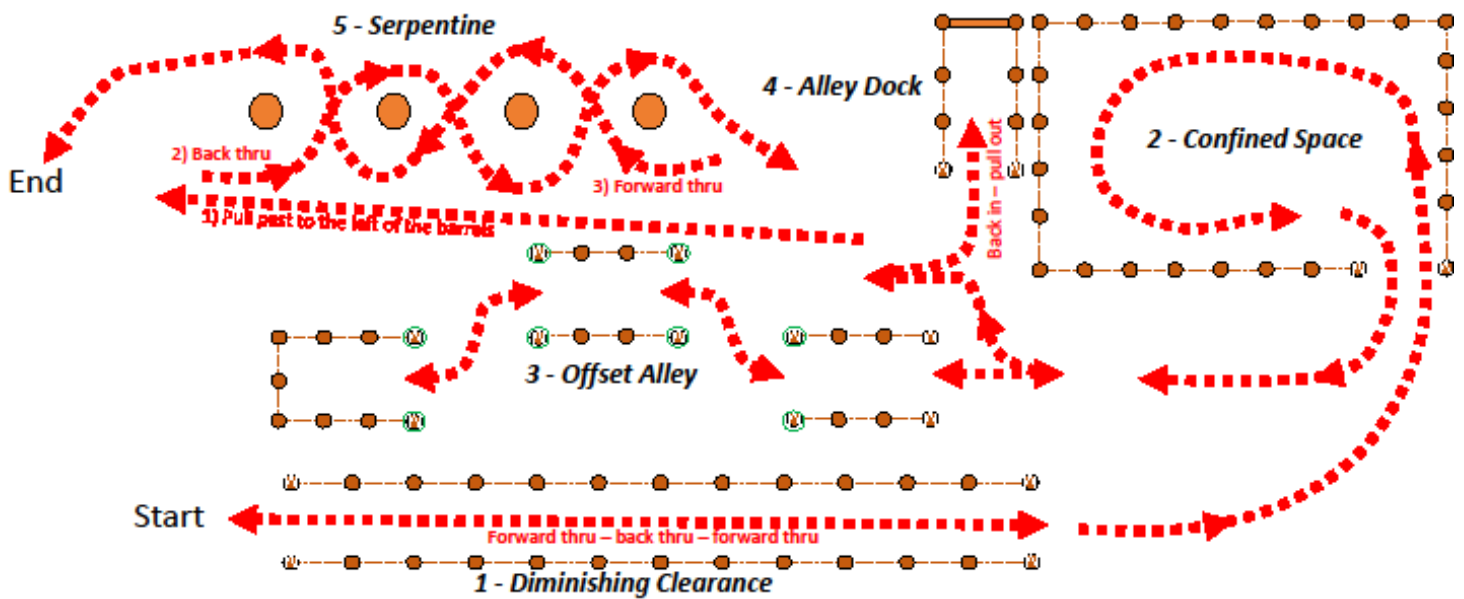 5 - Serpentine
4 - Alley Dock
2 - Confined Space
2) Back thru
End
3) Forward thru
1) Pull past to the left of the barrels
Back in – pull out
3 - Offset Alley
Start
Forward thru – back thru – forward thru
1 - Diminishing Clearance